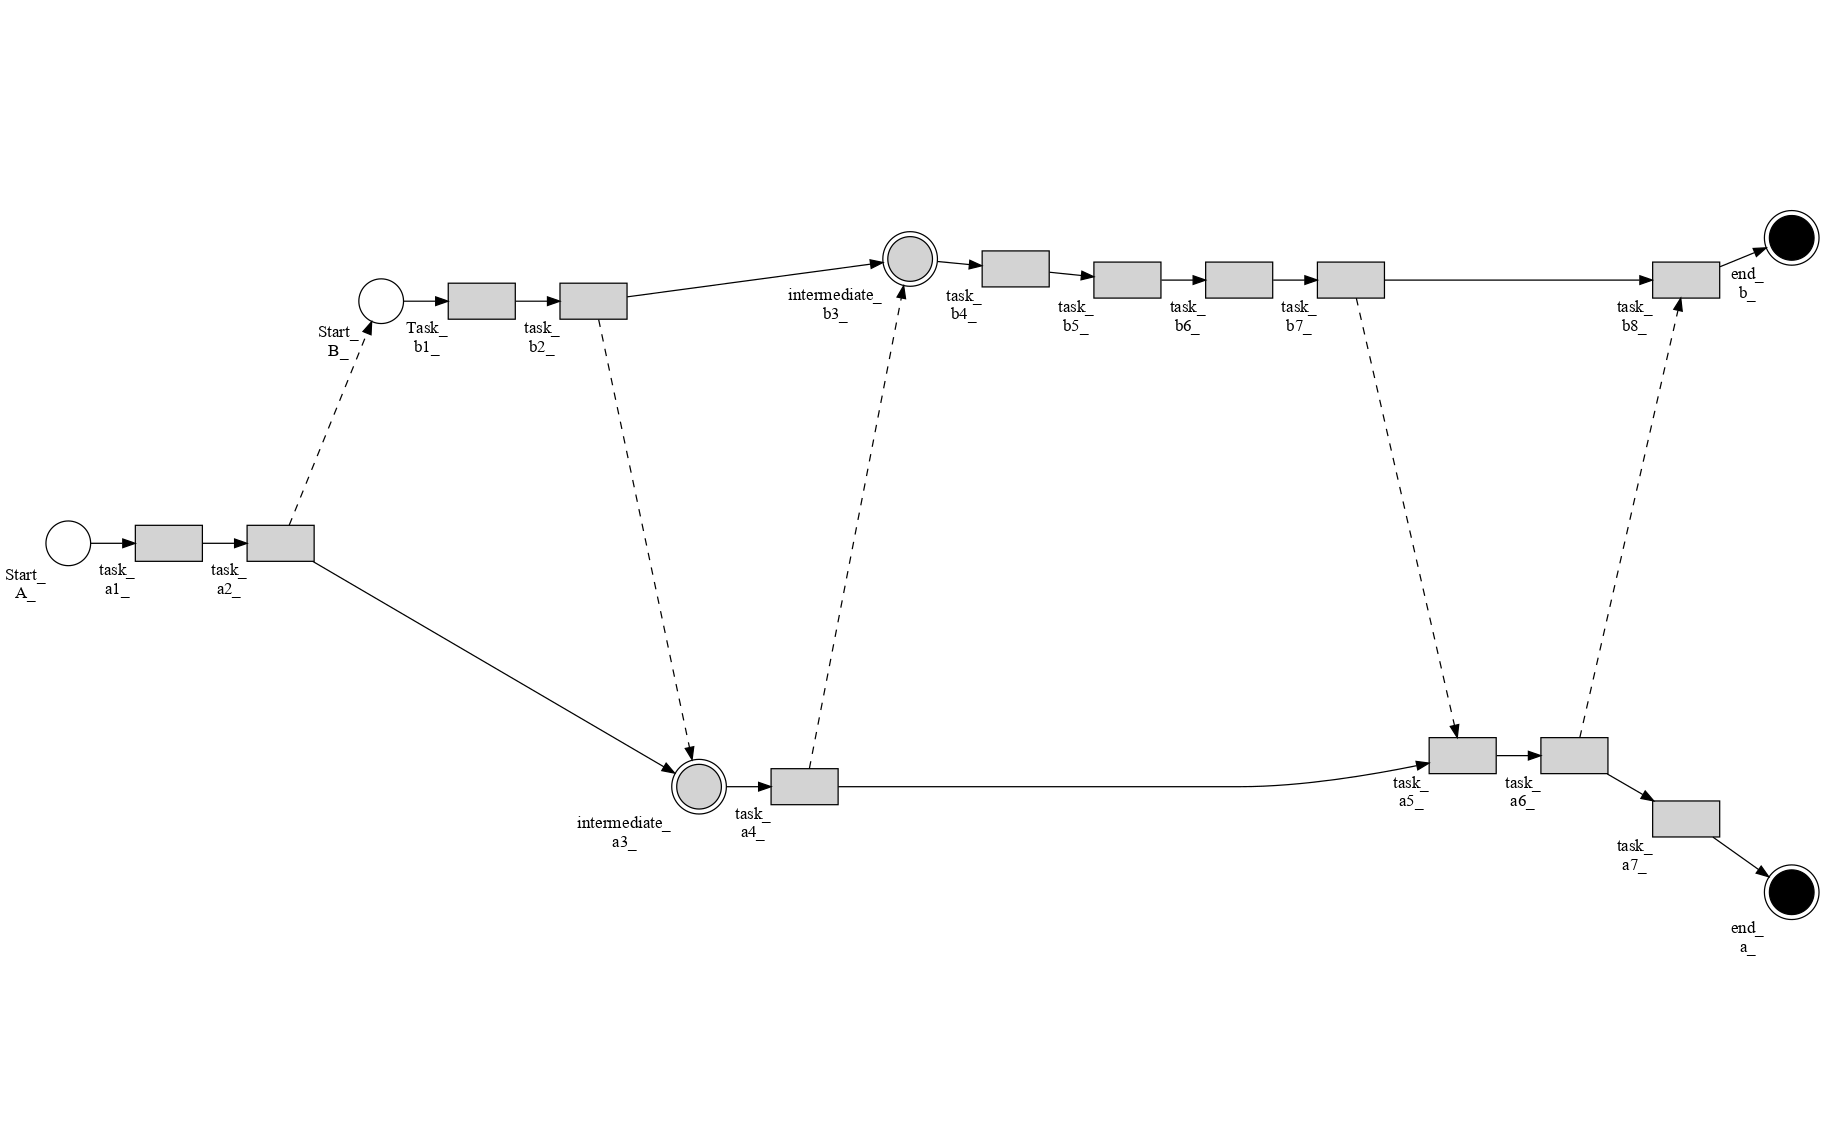 Start_
B_
Task_
b1_
task_
b2_
intermediate_
b3_
task_
b4_
task_
b5_
task_
b6_
task_
b7_
task_
b8_
end_
b_
Start_
A_
task_
a1_
task_
a2_
intermediate_
a3_
task_
a4_
task_
a5_
task_
a6_
task_
a7_
end_
a_